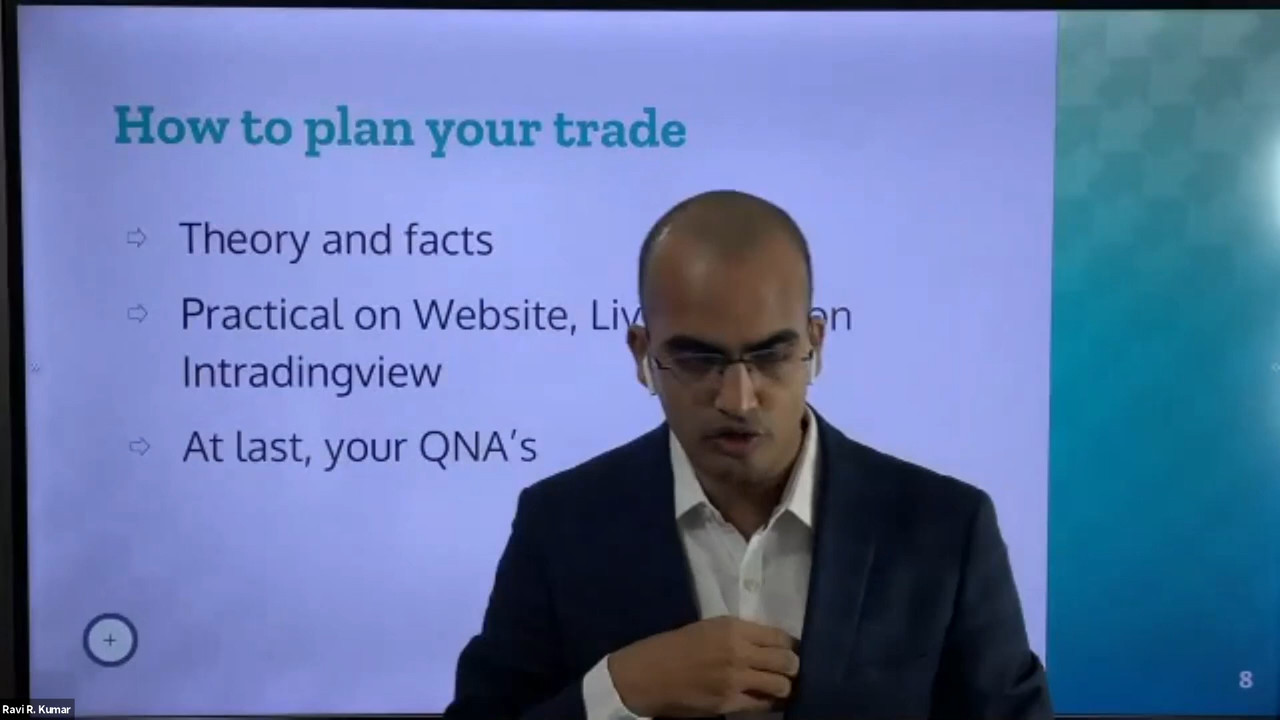 How to plan your trade
Theory and facts
Practical on Website, on
Intradingview
At last, your QNA’s
8
Ravi R. Kumar